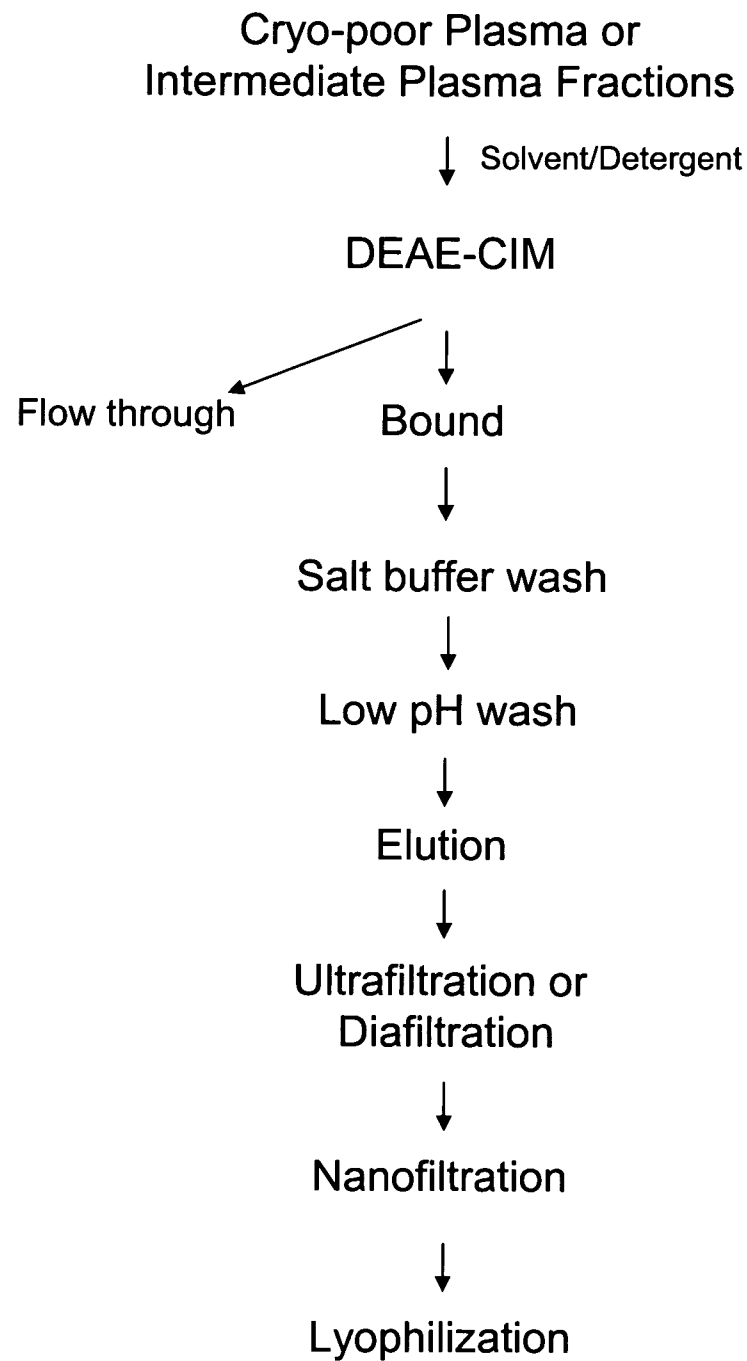 Cryo-poor Plasma or
Intermediate Plasma Fractions
Solvent/Detergent
DEAE-CIM
Flow through
Bound
Salt buffer wash
Low pH wash
Elution
Ultrafiltration or
Diafiltration
Nanofiltration
Lyophilization